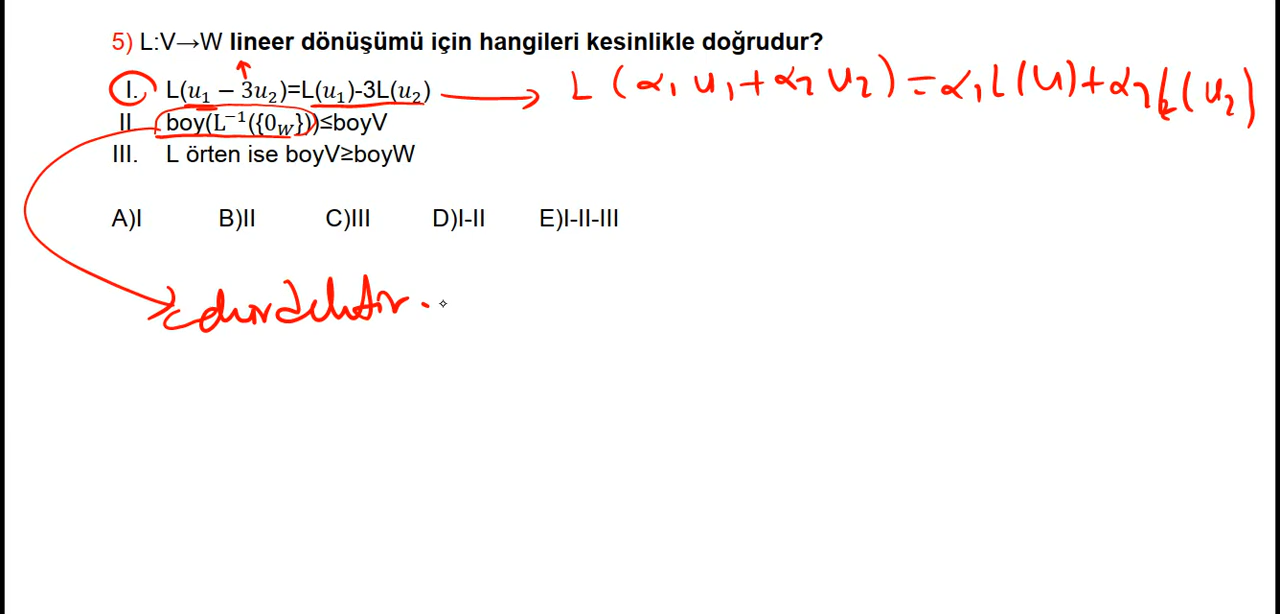 5) L:V→W lineer dönüşümü için hangileri kesinlikle doğrudur?
I. L(u₁ − 3u₂)=L(u₁)-3L(u₂) → L(α₁u₁+α₂u₂)=α₁L(u)+α₂L(u₂)
II. boy(L⁻¹({0_W}))≤boyV
III. L örten ise boyV≥boyW
A)I B)II C)III D)I-II E)I-II-III